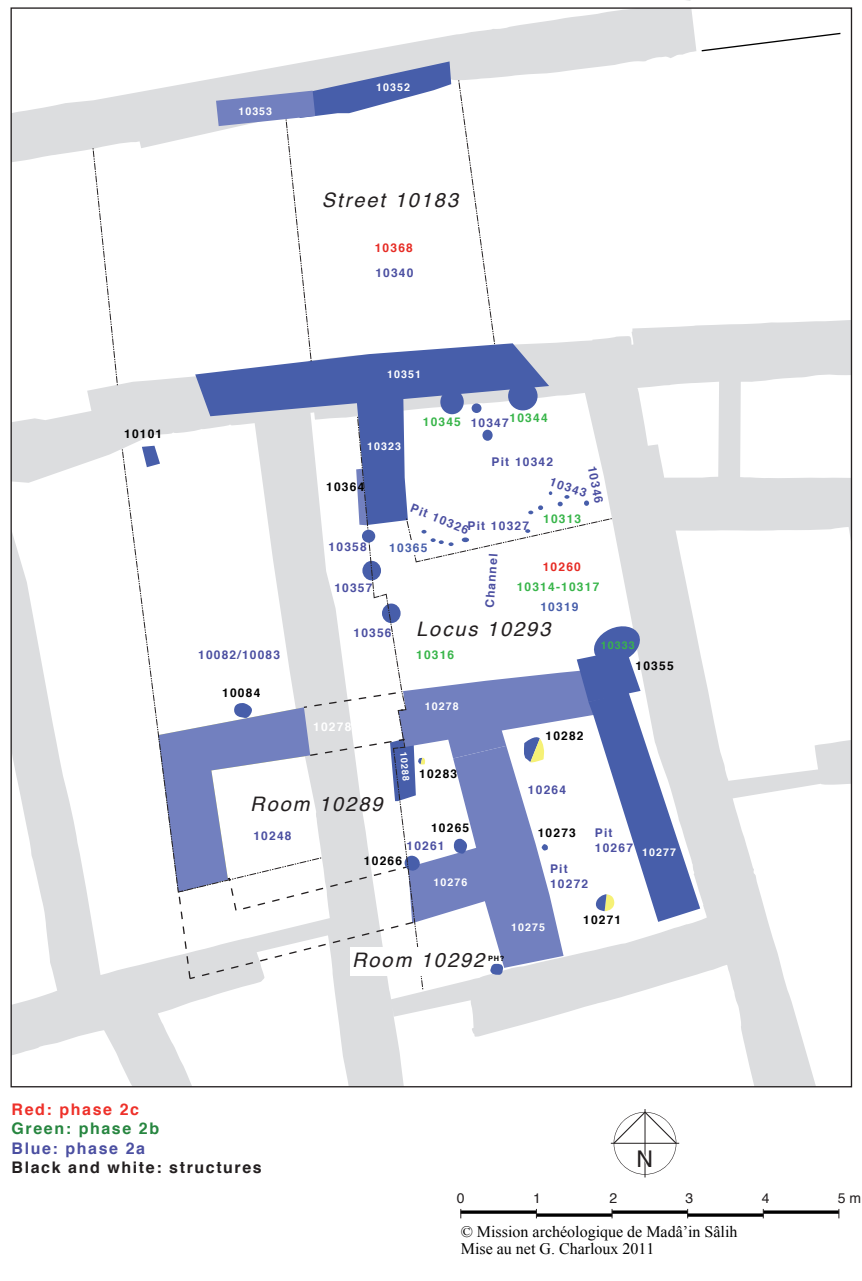 10352
10353
Street 10183
10368
10340
10351
10345
10347
10344
10101
10323
Pit 10342
10364
10343
10346
Pit 10326
Pit 10327
10313
10358
10365
10260
10357
Channel
10314-10317
10319
10356
Locus 10293
10082/10083
10316
10333
10355
10084
10278
10278
10282
10288
10283
10264
Room 10289
10248
10265
10261
10273
Pit
10267
10277
10266
10276
Pit
10272
10271
10275
Room 10292
PH?
Red: phase 2c
Green: phase 2b
Blue: phase 2a
Black and white: structures
N
0 1 2 3 4 5 m
© Mission archéologique de Madâ'in Sâlih
Mise au net G. Charloux 2011